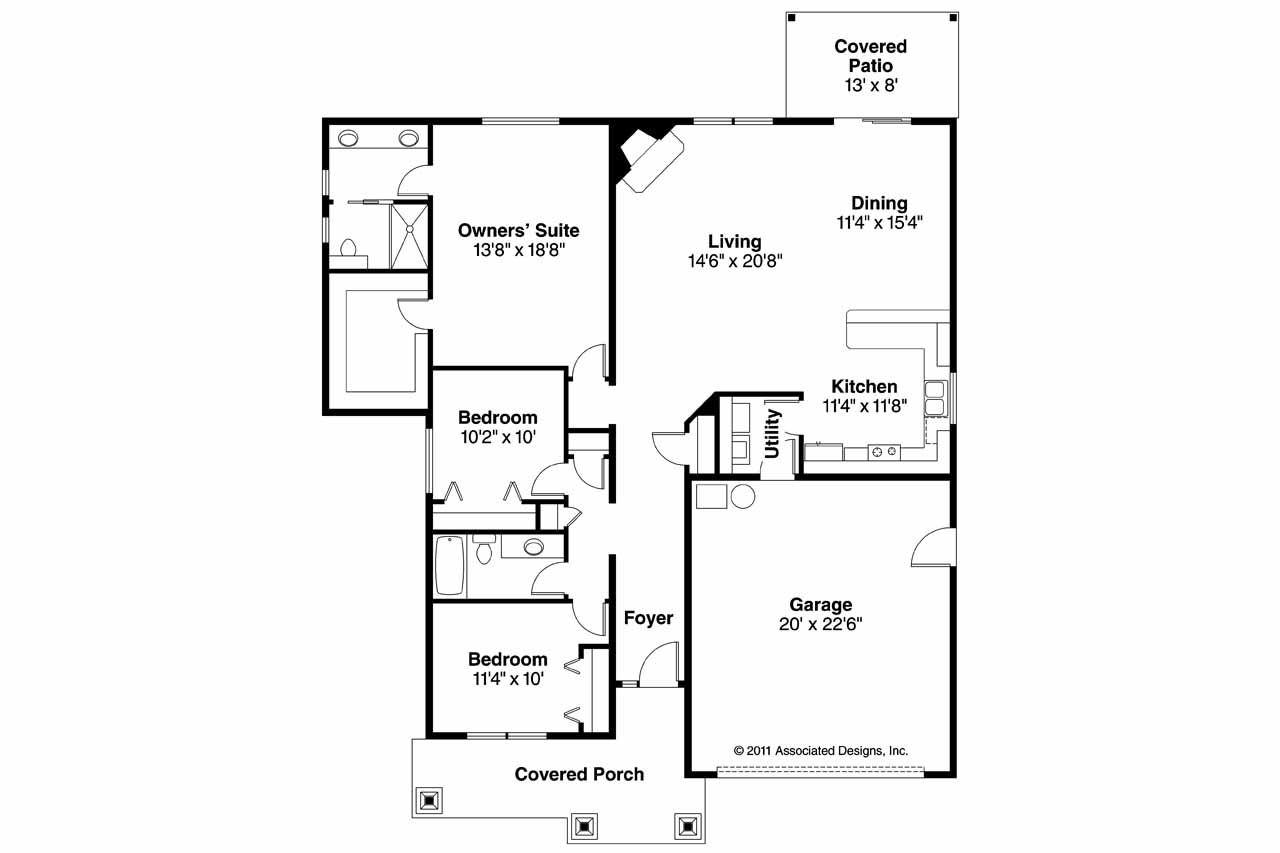 Covered
Patio
13' x 8'
Dining
11'4" x 15'4"
Owners' Suite
13'8" x 18'8"
Living
14'6" x 20'8"
Kitchen
11'4" x 11'8"
Utility
Bedroom
10'2" x 10'
Garage
20' x 22'6"
Foyer
Bedroom
11'4" x 10'
© 2011 Associated Designs, Inc.
Covered Porch